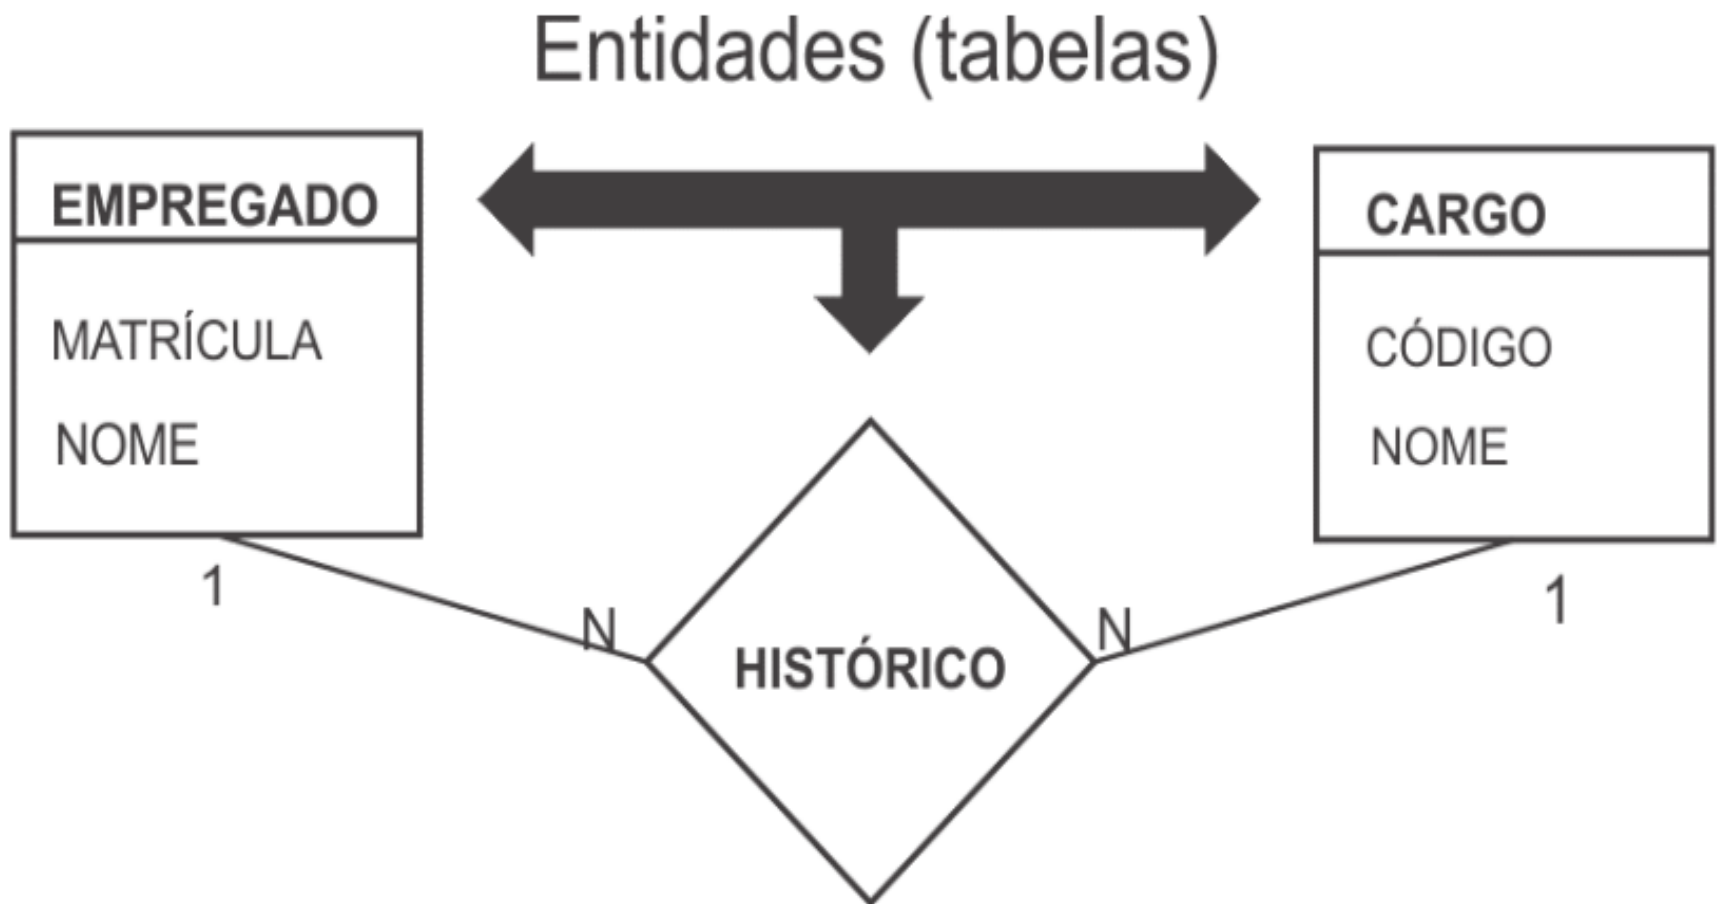 Entidades (tabelas)
EMPREGADO
MATRÍCULA
NOME
CARGO
CÓDIGO
NOME
1
N
HISTÓRICO
N
1